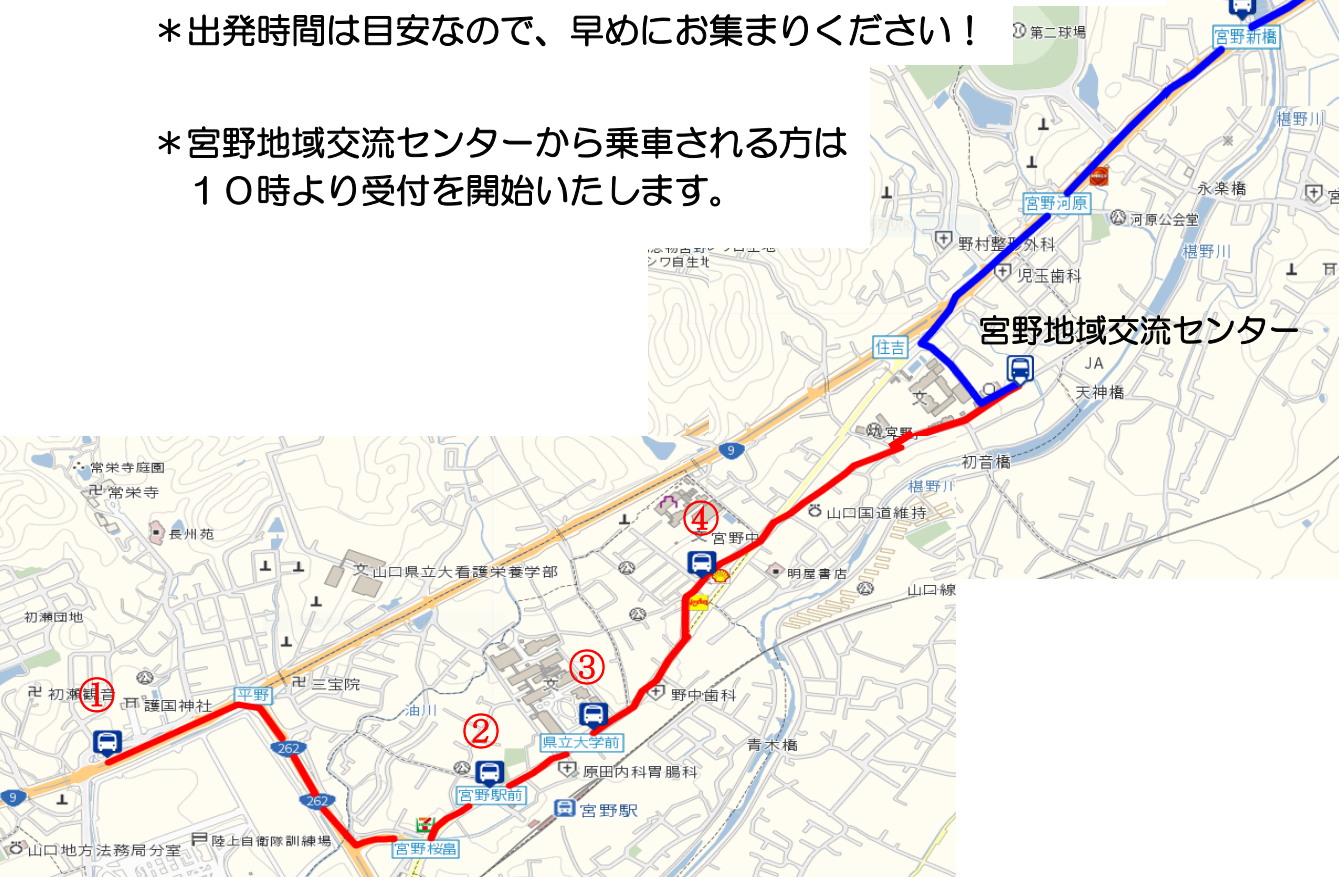 ＊出発時間は目安なので、早めにお集まりください！
第二球場
宮野新橋
椹野川
＊宮野地域交流センターから乗車される方は
１０時より受付を開始いたします。
永楽橋
宮野河原
河原公会堂
野村整形外科
椹野川
シワ自生地
児玉歯科
宮野地域交流センター
住吉
JA
天神橋
文
9
初音橋
常栄寺庭園
常栄寺
椹野川
④
山口国道維持
長州苑
文
宮野中
文
山口県立大看護栄養学部
明屋書店
山口線
初瀬団地
③
文
①
初瀬観音
護国神社
平野
三宝院
野中歯科
油川
②
県立大学前
262
青木橋
原田内科胃腸科
宮野駅前
9
262
宮野駅
山口地方法務局分室
陸上自衛隊訓練場
宮野桜畠